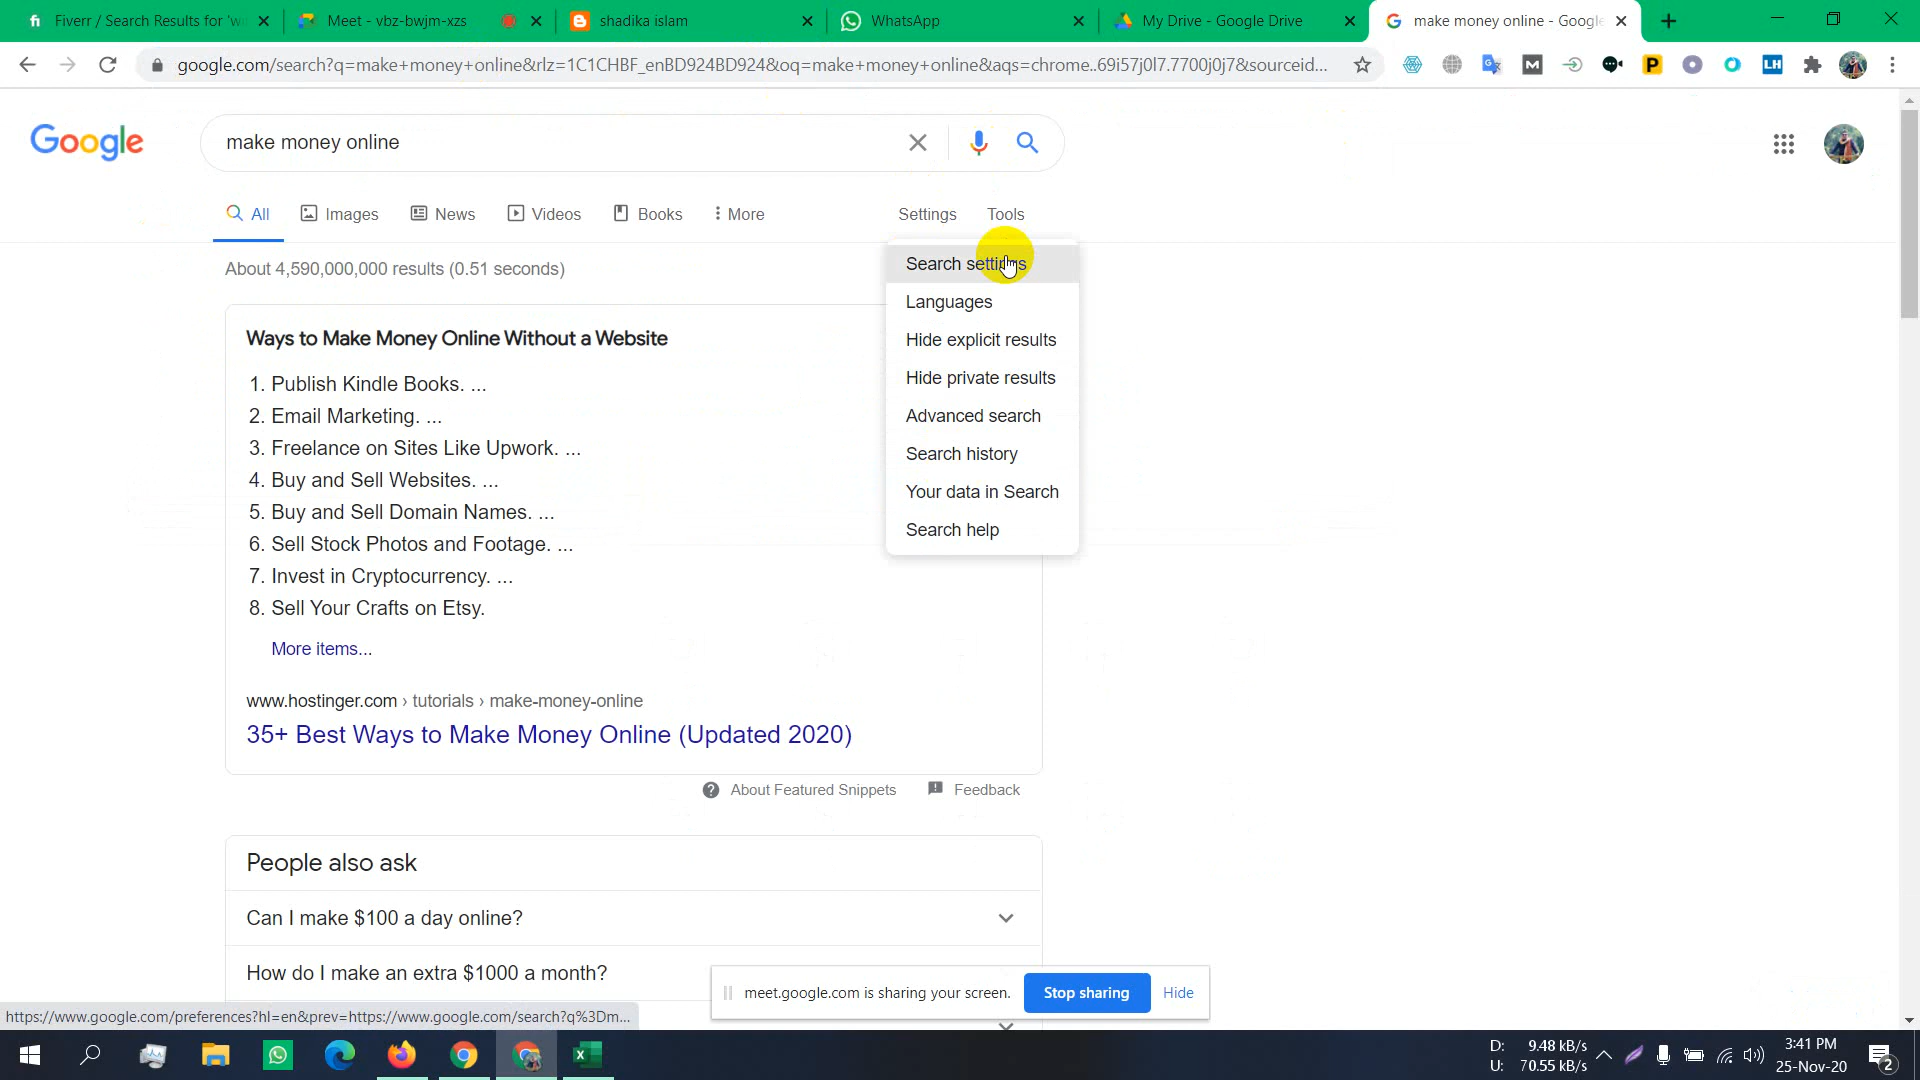 Fiverr / Search Results for 'w
Meet - vbz-bwjm-xzs
shadika islam
WhatsApp
My Drive - Google Drive
make money online - Google
google.com/search?q=make+money+online&rlz=1C1CHBF_enBD924BD924&oq=make+money+online&aqs=chrome..69i57j0l7.7700j0j7&sourceid...
Google
make money online
All
Images
News
Videos
Books
More
Settings
Tools
About 4,590,000,000 results (0.51 seconds)
Search settings
Languages
Hide explicit results
Hide private results
Advanced search
Search history
Your data in Search
Search help
Ways to Make Money Online Without a Website
1. Publish Kindle Books. ...
2. Email Marketing. ...
3. Freelance on Sites Like Upwork. ...
4. Buy and Sell Websites. ...
5. Buy and Sell Domain Names. ...
6. Sell Stock Photos and Footage. ...
7. Invest in Cryptocurrency. ...
8. Sell Your Crafts on Etsy.
More items...
www.hostinger.com › tutorials › make-money-online
35+ Best Ways to Make Money Online (Updated 2020)
About Featured Snippets
Feedback
People also ask
Can I make $100 a day online?
How do I make an extra $1000 a month?
meet.google.com is sharing your screen.
Stop sharing
Hide
https://www.google.com/preferences?hl=en&prev=https://www.google.com/search?q%3Dm...
D: 9.48 kB/s
U: 70.55 kB/s
3:41 PM
25-Nov-20
2